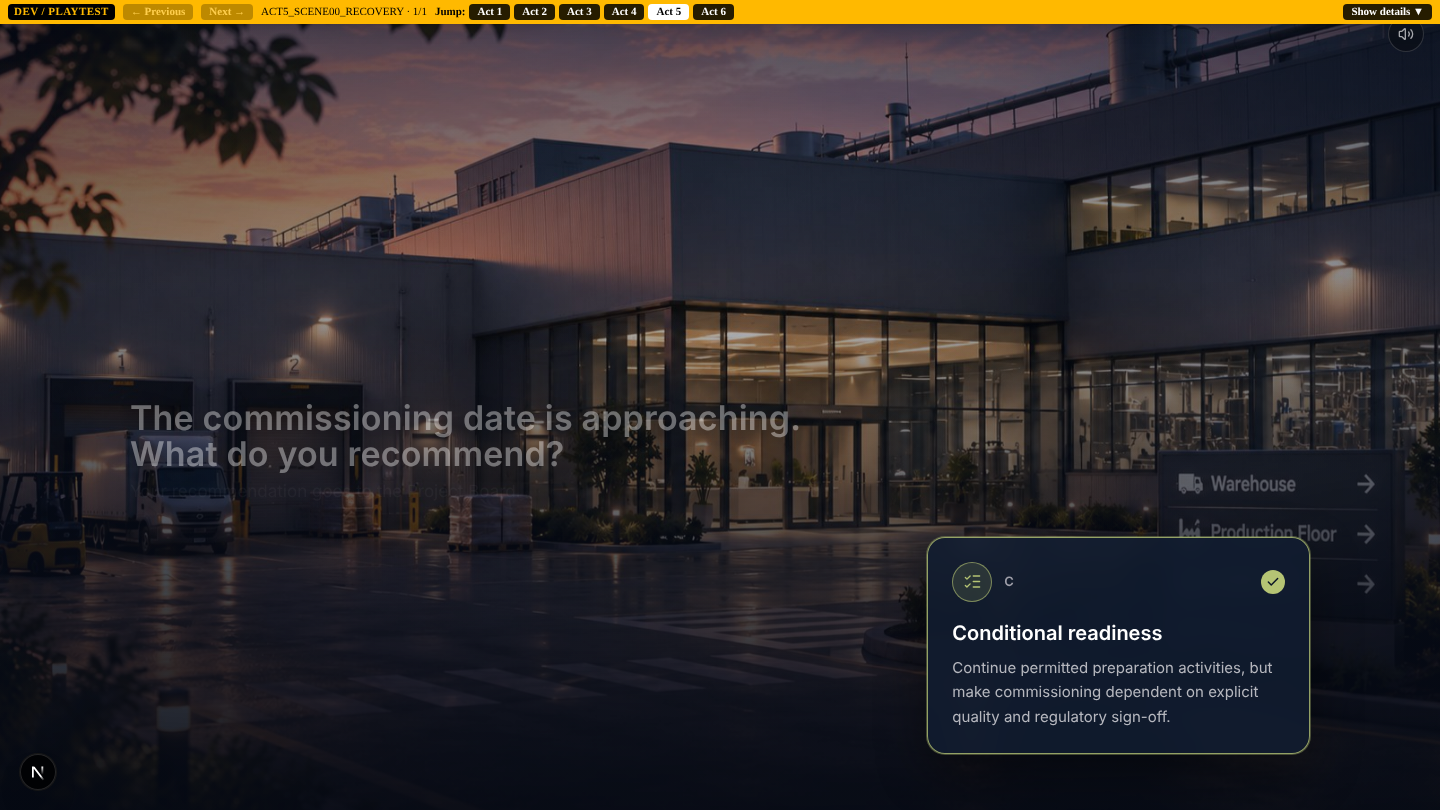 DEV / PLAYTEST ← Previous Next → ACT5_SCENE00_RECOVERY · 1/1 Jump: Act 1 Act 2 Act 3 Act 4 Act 5 Act 6 Show details ▼
1
2
The commissioning date is approaching.
What do you recommend?
Warehouse →
Production Floor →
→
C
Conditional readiness
Continue permitted preparation activities, but
make commissioning dependent on explicit
quality and regulatory sign-off.
N